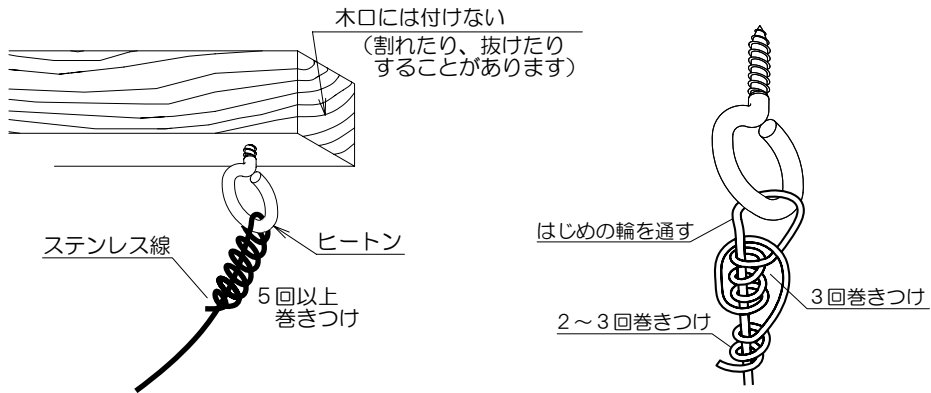 木口には付けない
（割れたり、抜けたり
することがあります）
ステンレス線
ヒートン
５回以上
巻きつけ
はじめの輪を通す
３回巻きつけ
２～３回巻きつけ